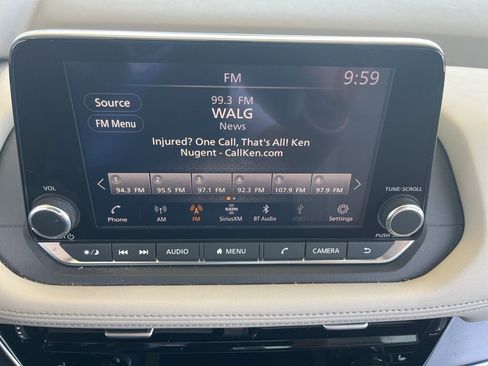 FM
9:59
Source
99.3 FM
WALG
FM Menu
News
Injured? One Call, That's All! Ken
Nugent - CallKen.com
1 2 3 4 5 6
94.3 FM 95.5 FM 97.1 FM 92.3 FM 107.9 FM 97.9 FM
VOL
TUNE·SCROLL
Phone AM FM SiriusXM BT Audio Settings
PUSH
AUDIO MENU CAMERA